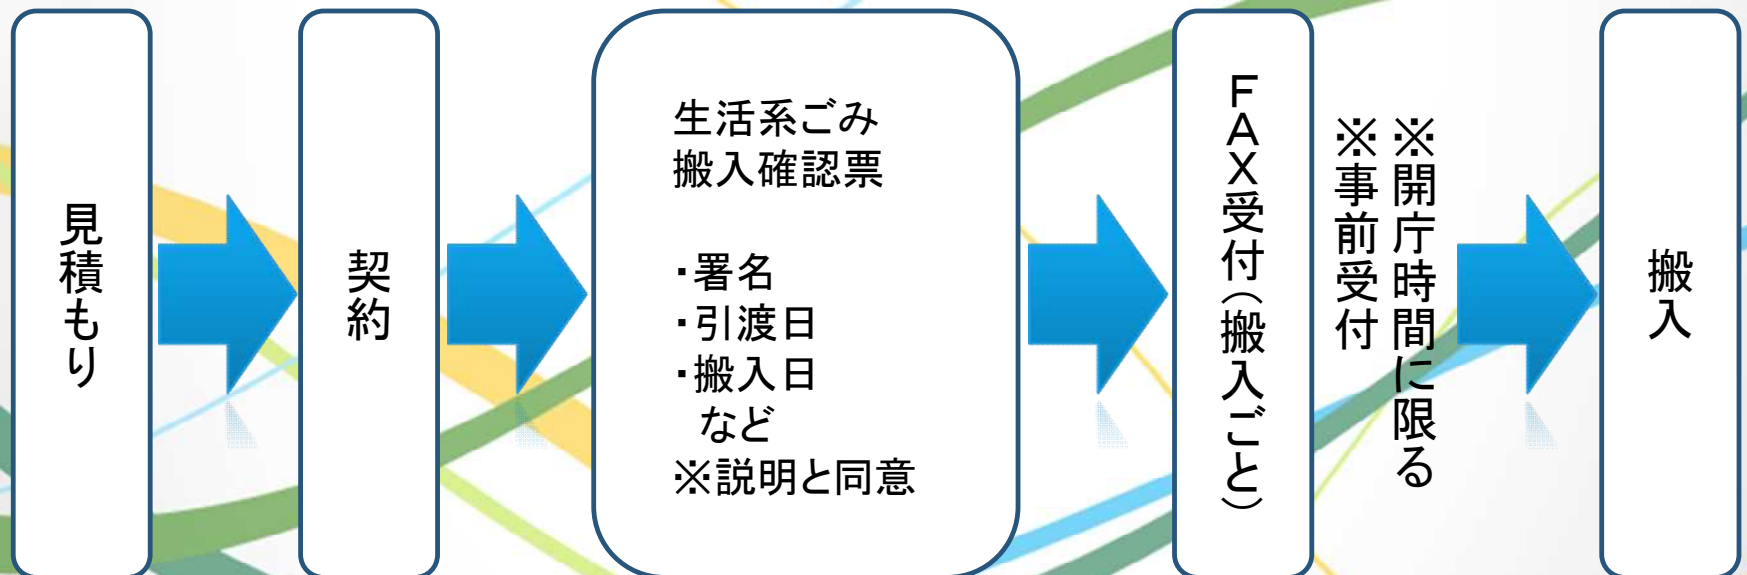 見積もり
契約
生活系ごみ
搬入確認票
・署名
・引渡日
・搬入日
など
※説明と同意
ＦＡＸ受付（搬入ごと）
※開庁時間に限る
※事前受付
搬入